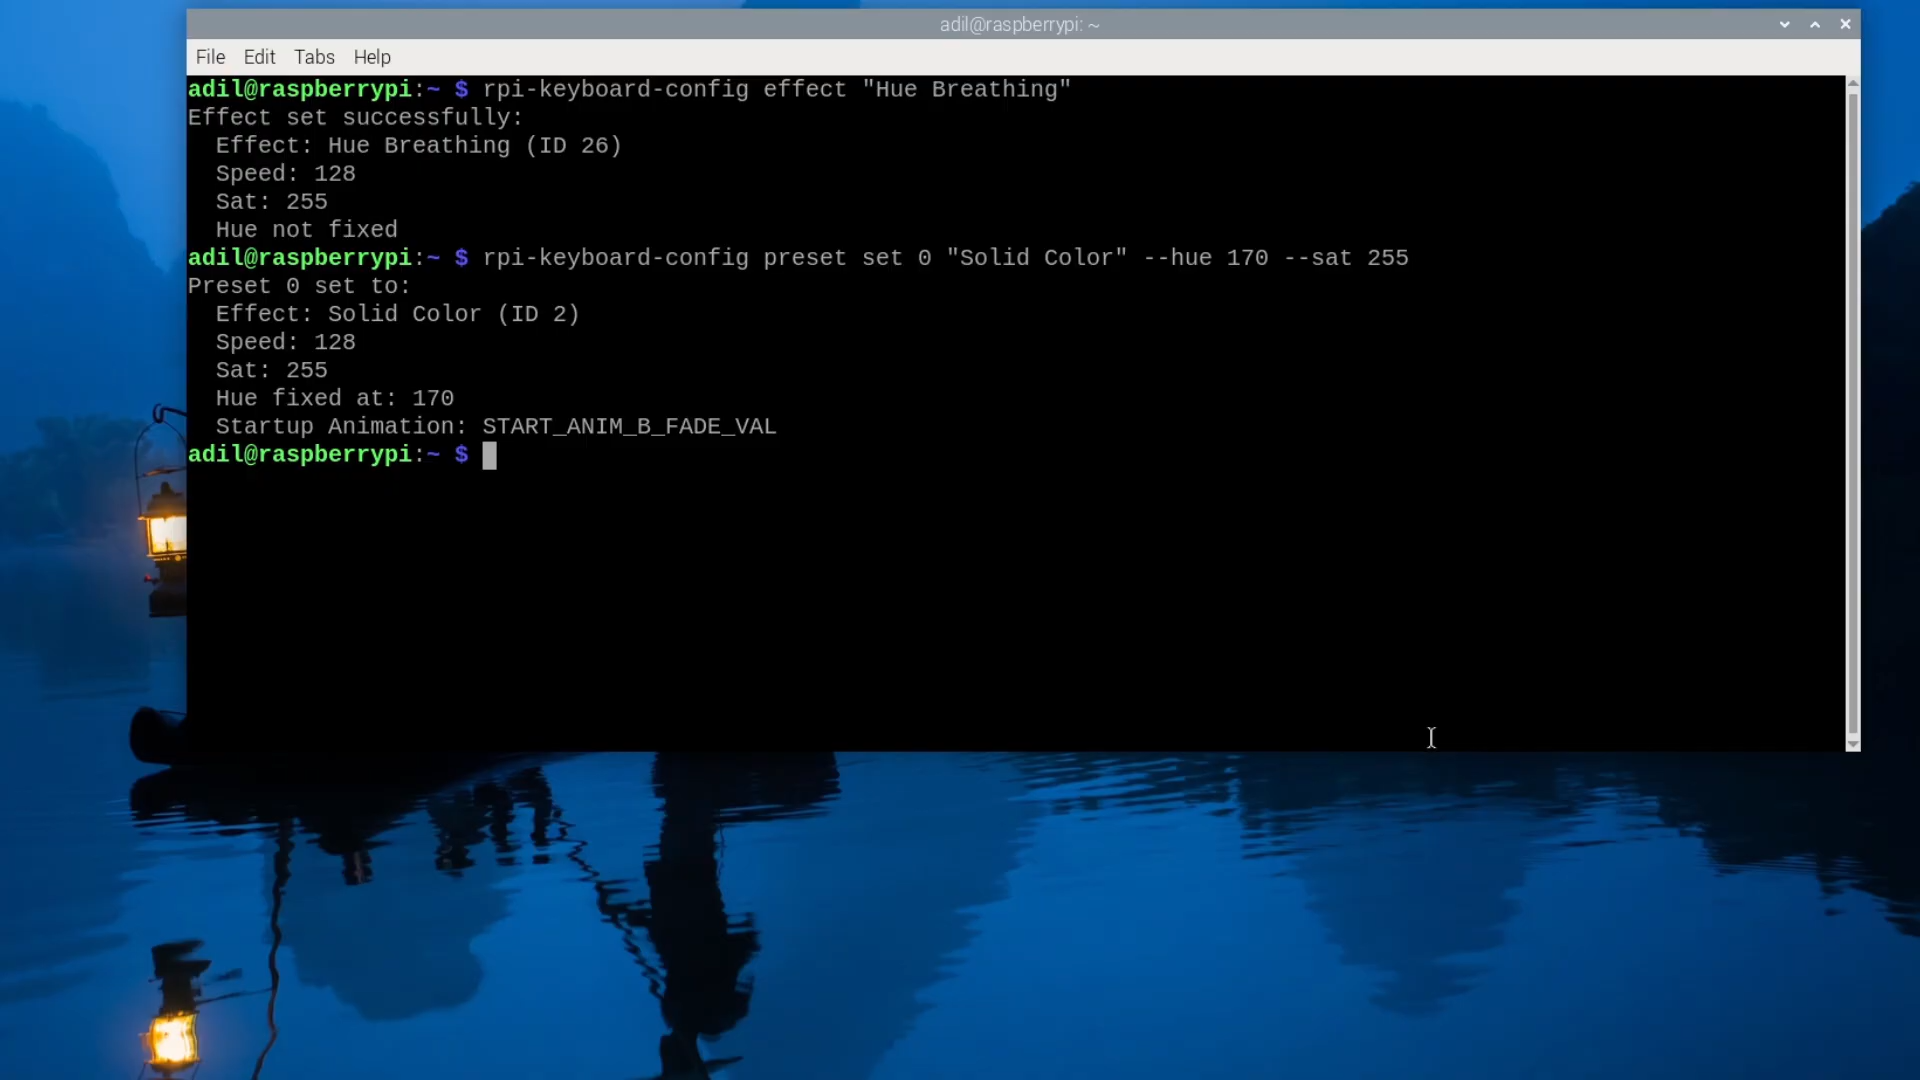 adil@raspberrypi: ~
File Edit Tabs Help
adil@raspberrypi:~ $ rpi-keyboard-config effect "Hue Breathing"
Effect set successfully:
  Effect: Hue Breathing (ID 26)
  Speed: 128
  Sat: 255
  Hue not fixed
adil@raspberrypi:~ $ rpi-keyboard-config preset set 0 "Solid Color" --hue 170 --sat 255
Preset 0 set to:
  Effect: Solid Color (ID 2)
  Speed: 128
  Sat: 255
  Hue fixed at: 170
  Startup Animation: START_ANIM_B_FADE_VAL
adil@raspberrypi:~ $